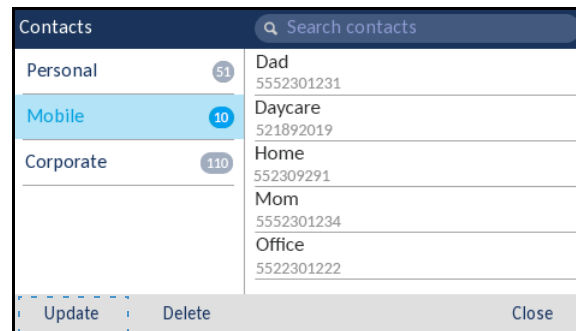 Contacts
Search contacts
Personal 51
Mobile 10
Corporate 110
Dad
5552301231
Daycare
521892019
Home
552309291
Mom
5552301234
Office
5522301222
Update Delete Close